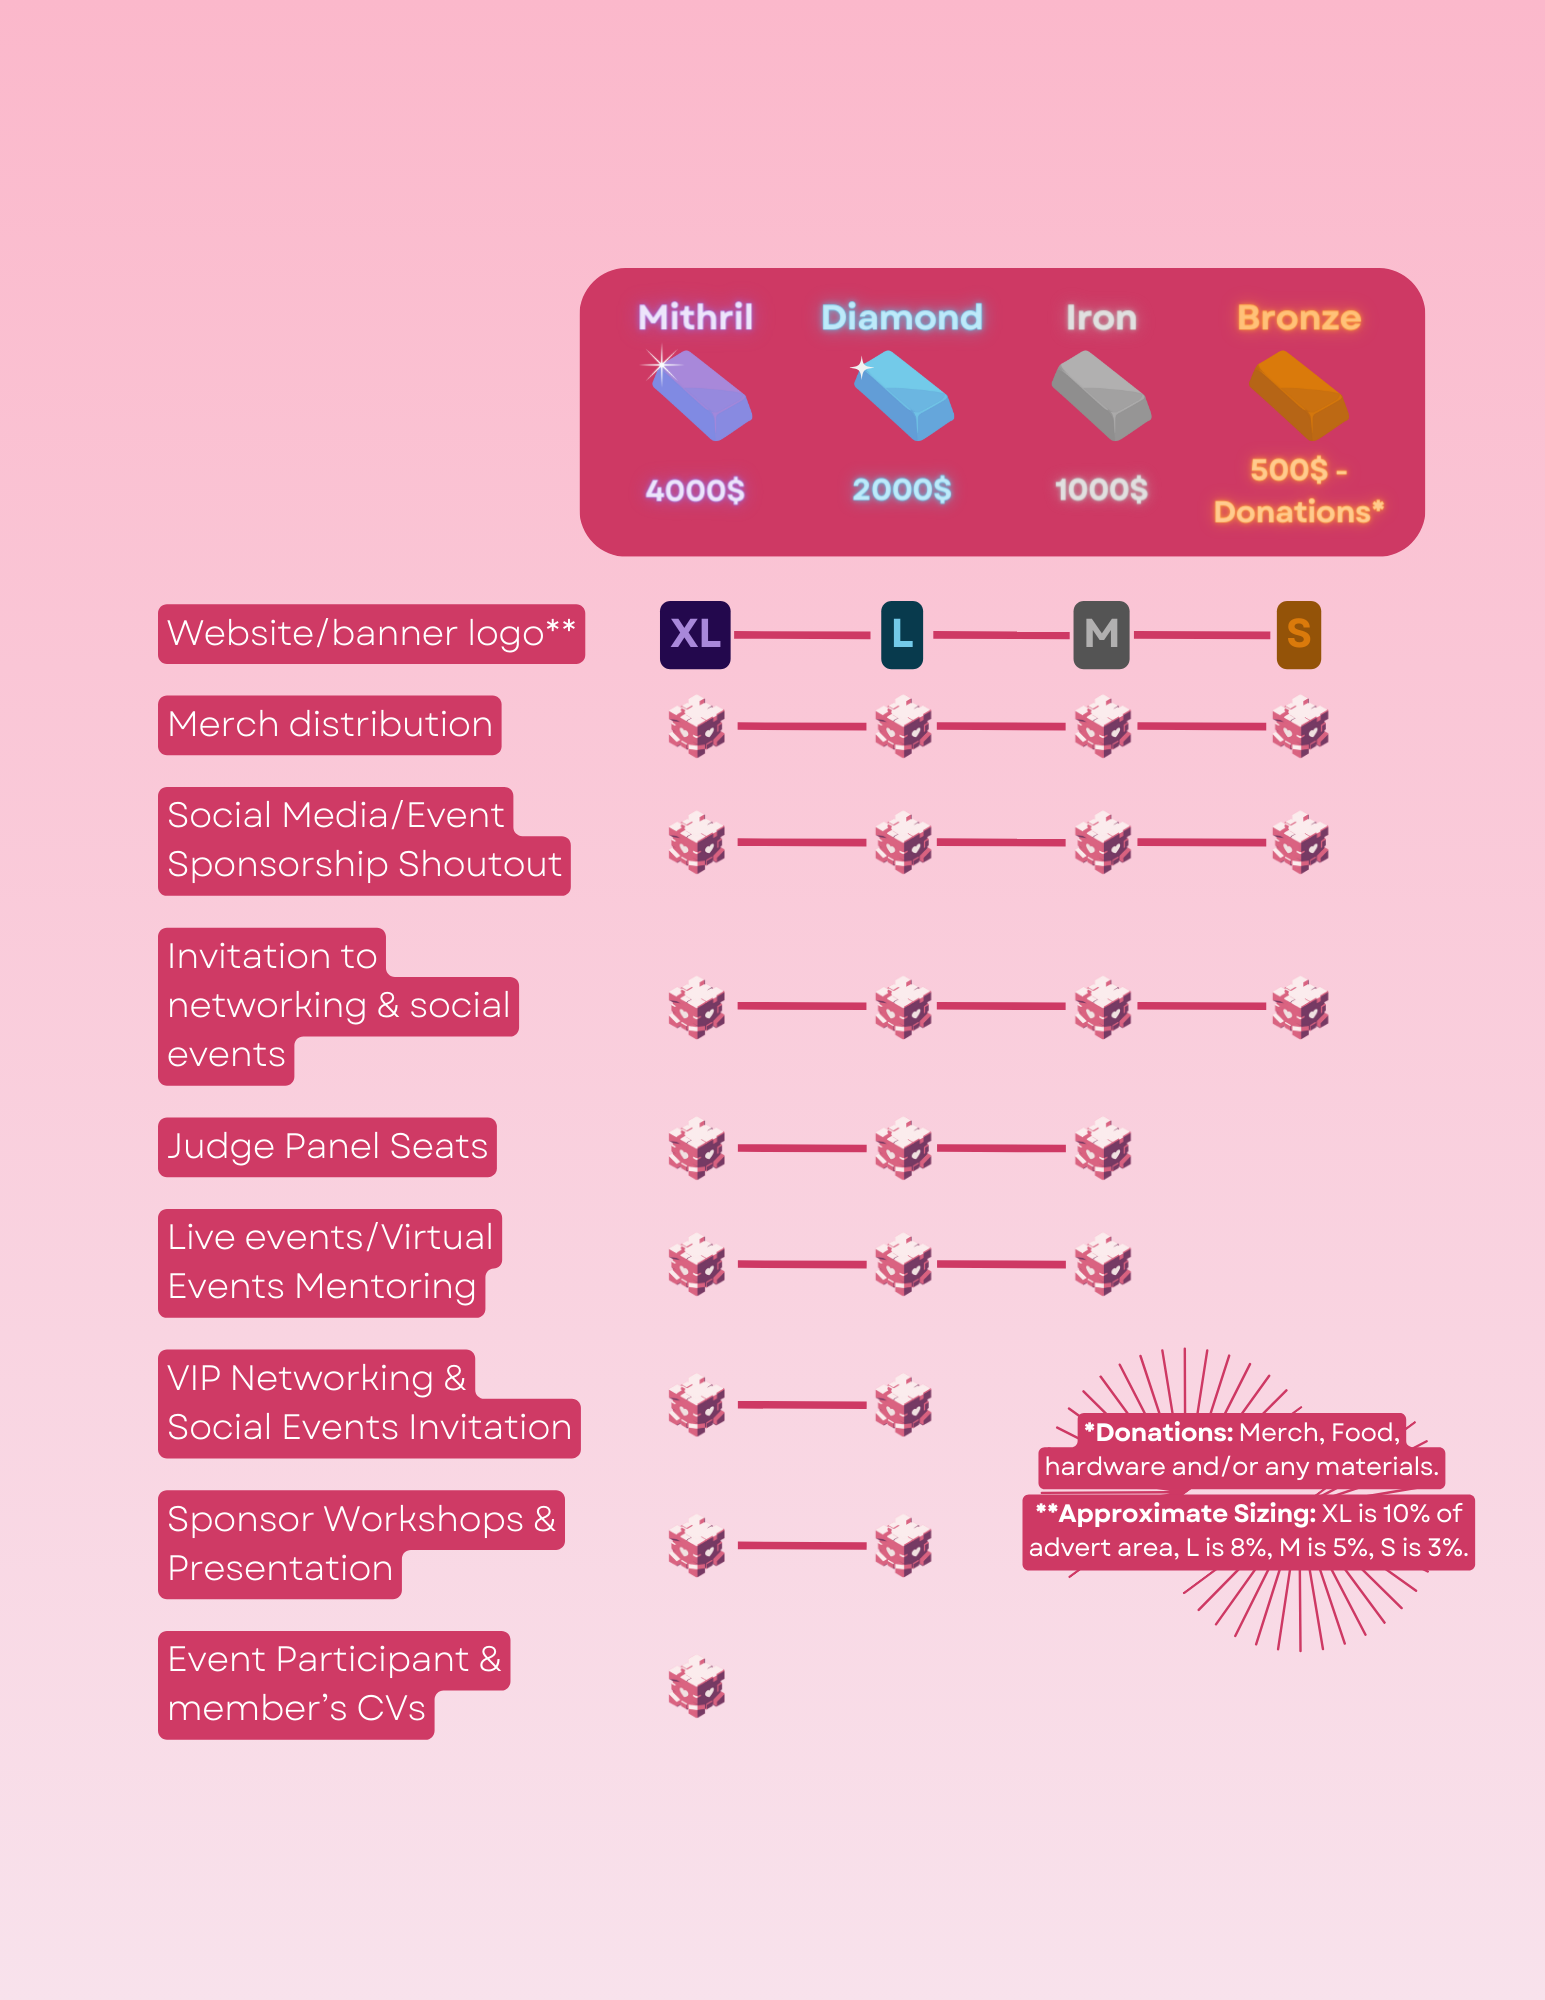 Mithril Diamond Iron Bronze
4000$ 2000$ 1000$ 500$ -
Donations*
Website/banner logo** XL L M S
Merch distribution
Social Media/Event
Sponsorship Shoutout
Invitation to
networking & social
events
Judge Panel Seats
Live events/Virtual
Events Mentoring
VIP Networking &
Social Events Invitation
*Donations: Merch, Food,
hardware and/or any materials.
**Approximate Sizing: XL is 10% of
advert area, L is 8%, M is 5%, S is 3%.
Sponsor Workshops &
Presentation
Event Participant &
member’s CVs